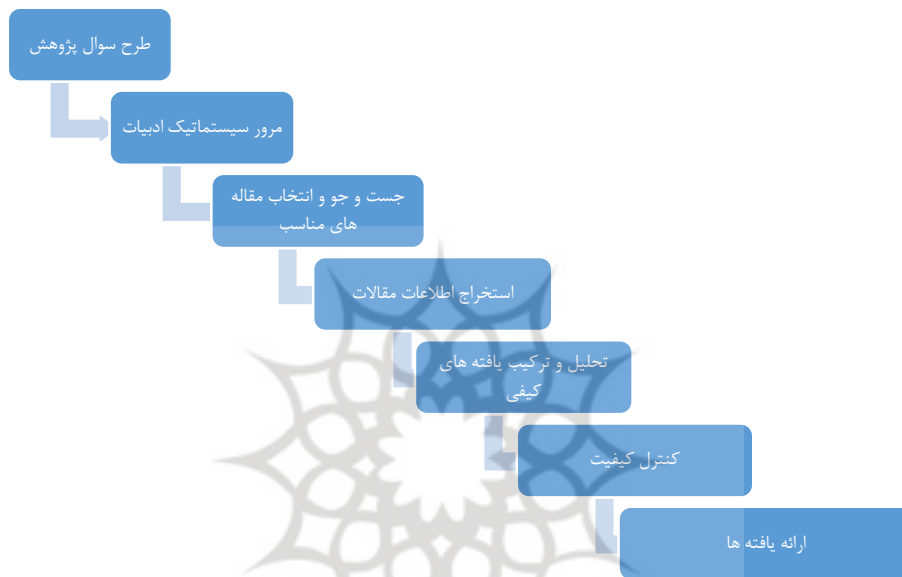 طرح سوال پژوهش
مرور سیستماتیک ادبیات
جست و جو و انتخاب مقاله
های مناسب
استخراج اطلاعات مقالات
تحلیل و ترکیب یافته های
کیفی
کنترل کیفیت
ارائه یافته ها